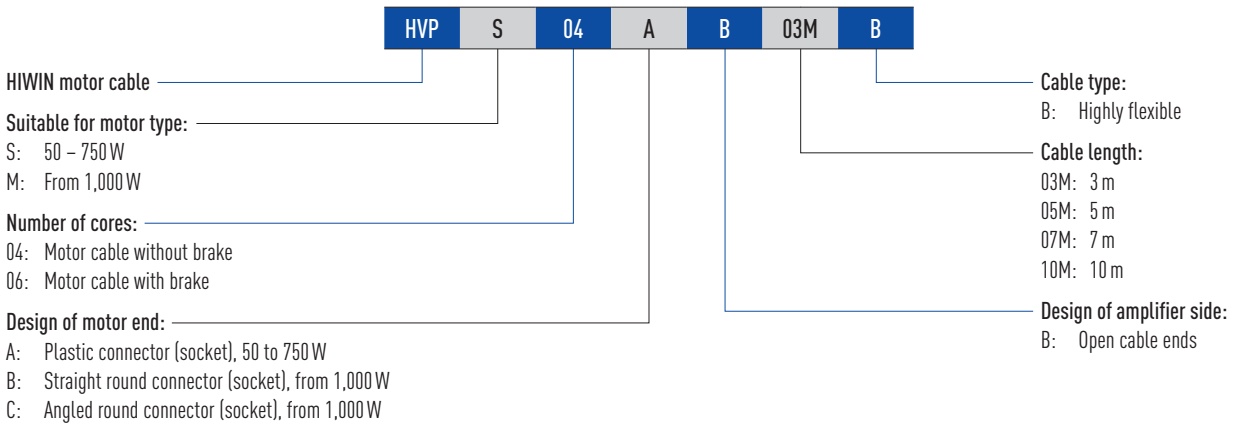 HVP S 04 A B 03M B
HIWIN motor cable
Suitable for motor type:
S: 50 – 750 W
M: From 1,000 W
Number of cores:
04: Motor cable without brake
06: Motor cable with brake
Design of motor end:
A: Plastic connector (socket), 50 to 750 W
B: Straight round connector (socket), from 1,000 W
C: Angled round connector (socket), from 1,000 W
Cable type:
B: Highly flexible
Cable length:
03M: 3 m
05M: 5 m
07M: 7 m
10M: 10 m
Design of amplifier side:
B: Open cable ends